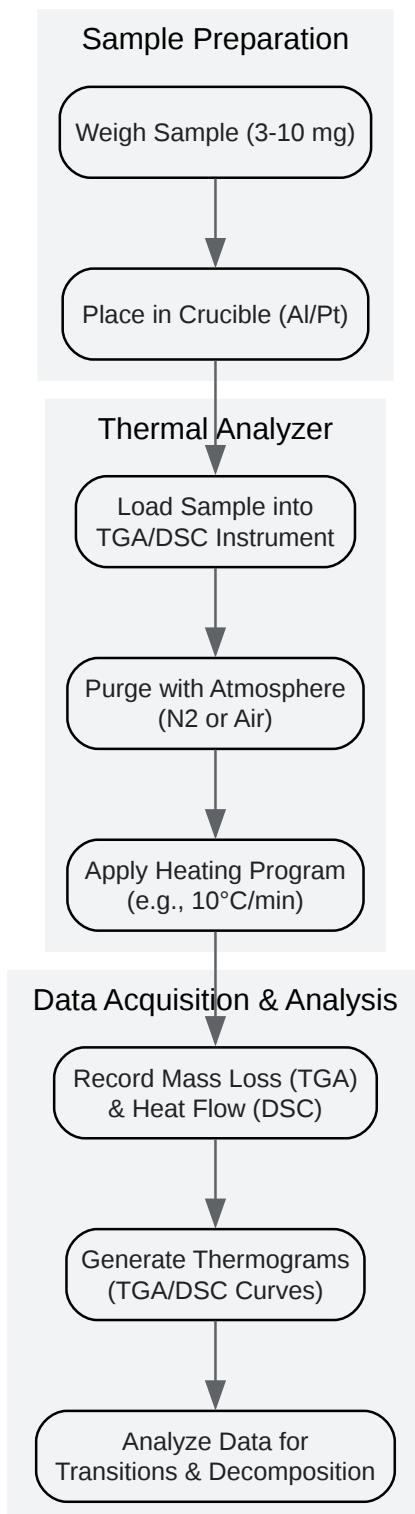 Sample Preparation
Weigh Sample (3-10 mg)
Place in Crucible (Al/Pt)
Thermal Analyzer
Load Sample into
TGA/DSC Instrument
Purge with Atmosphere
(N2 or Air)
Apply Heating Program
(e.g., 10°C/min)
Data Acquisition & Analysis
Record Mass Loss (TGA)
& Heat Flow (DSC)
Generate Thermograms
(TGA/DSC Curves)
Analyze Data for
Transitions & Decomposition